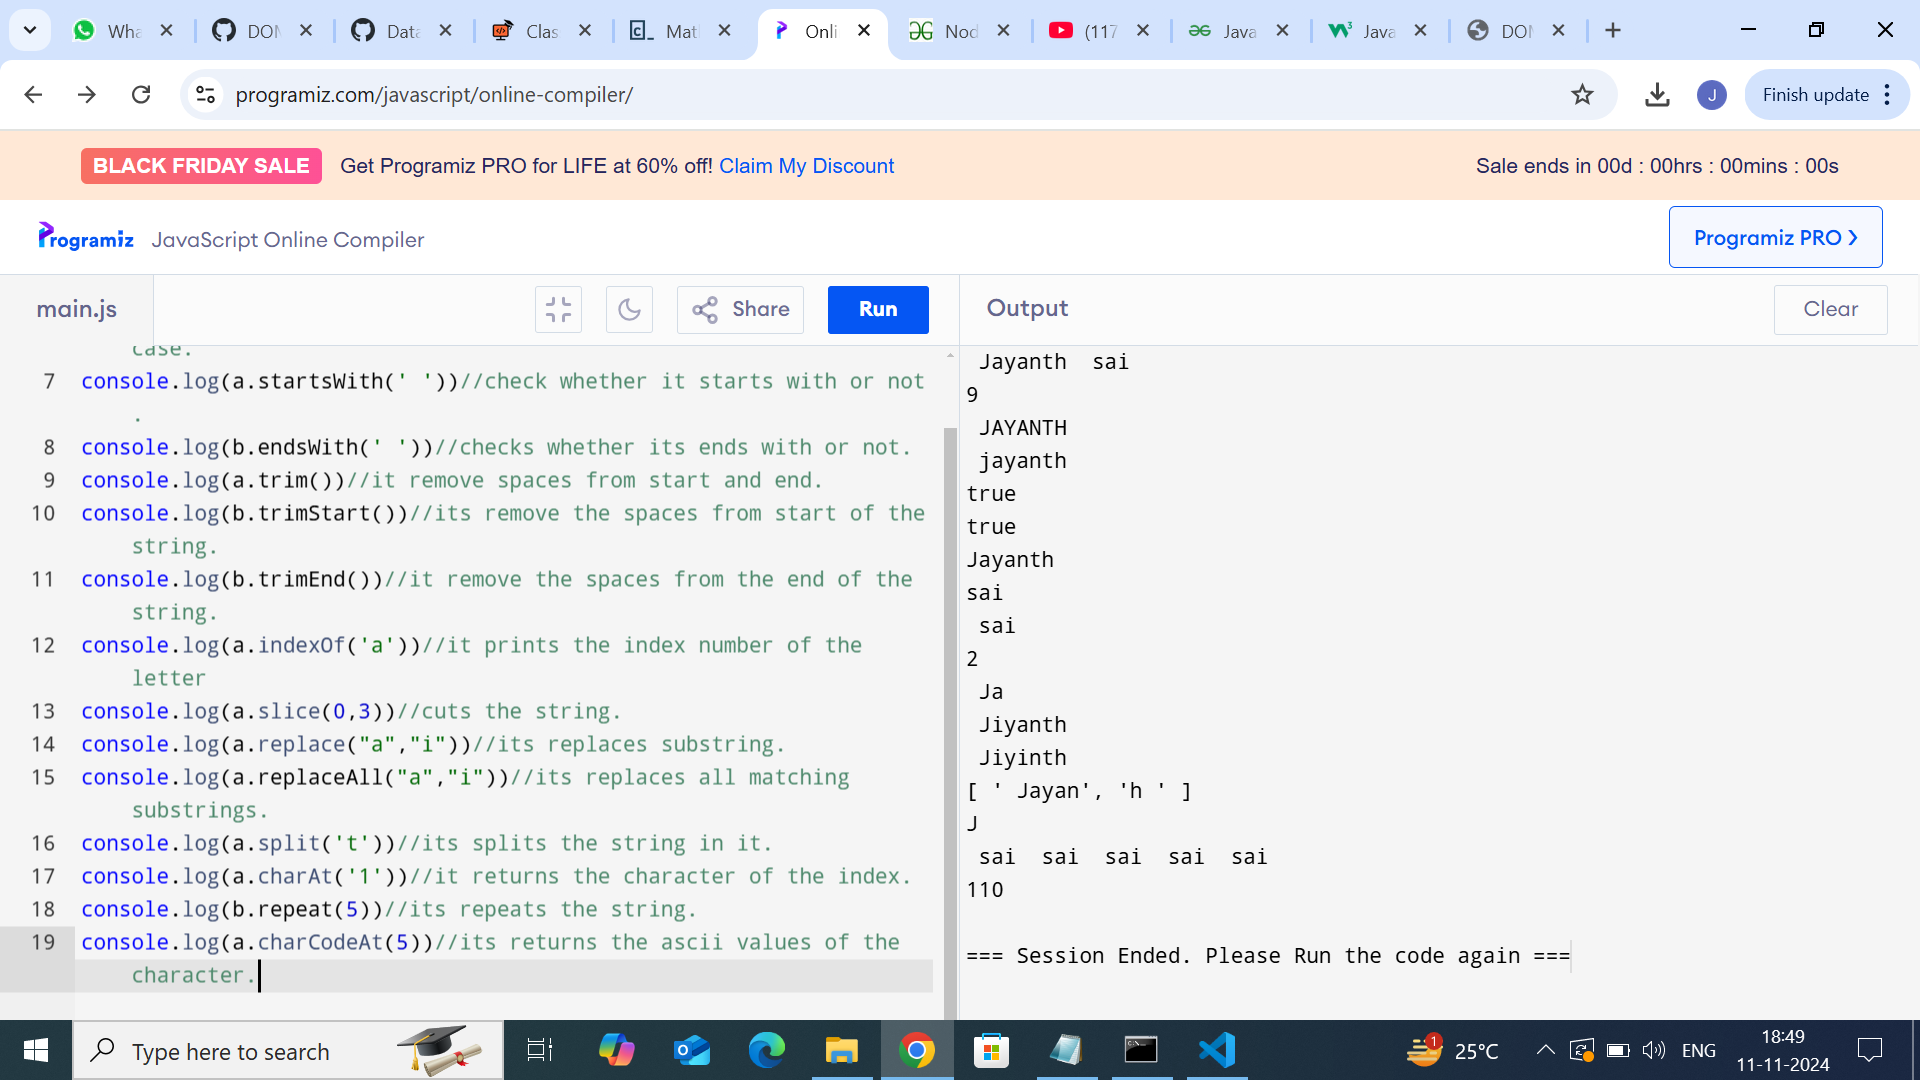 Wha
DOM
Data
Clas
Mat
Onli
Nod
(117
Java
Java
DOM
programiz.com/javascript/online-compiler/
J
Finish update
BLACK FRIDAY SALE
Get Programiz PRO for LIFE at 60% off! Claim My Discount
Sale ends in 00d : 00hrs : 00mins : 00s
Programiz
JavaScript Online Compiler
Programiz PRO ❯
main.js
Share
Run
Output
Clear
case.
7 console.log(a.startsWith(' '))//check whether it starts with or not
.
8 console.log(b.endsWith(' '))//checks whether its ends with or not.
9 console.log(a.trim())//it remove spaces from start and end.
10 console.log(b.trimStart())//its remove the spaces from start of the
string.
11 console.log(b.trimEnd())//it remove the spaces from the end of the
string.
12 console.log(a.indexOf('a'))//it prints the index number of the
letter
13 console.log(a.slice(0,3))//cuts the string.
14 console.log(a.replace("a","i"))//its replaces substring.
15 console.log(a.replaceAll("a","i"))//its replaces all matching
substrings.
16 console.log(a.split('t'))//its splits the string in it.
17 console.log(a.charAt('1'))//it returns the character of the index.
18 console.log(b.repeat(5))//its repeats the string.
19 console.log(a.charCodeAt(5))//its returns the ascii values of the
character.
Jayanth  sai
9
JAYANTH
jayanth
true
true
Jayanth
sai
sai
2
Ja
Jiyanth
Jiyinth
[ ' Jayan', 'h ' ]
J
sai  sai  sai  sai  sai
110
=== Session Ended. Please Run the code again ===
Type here to search
1
25°C
ENG
18:49
11-11-2024